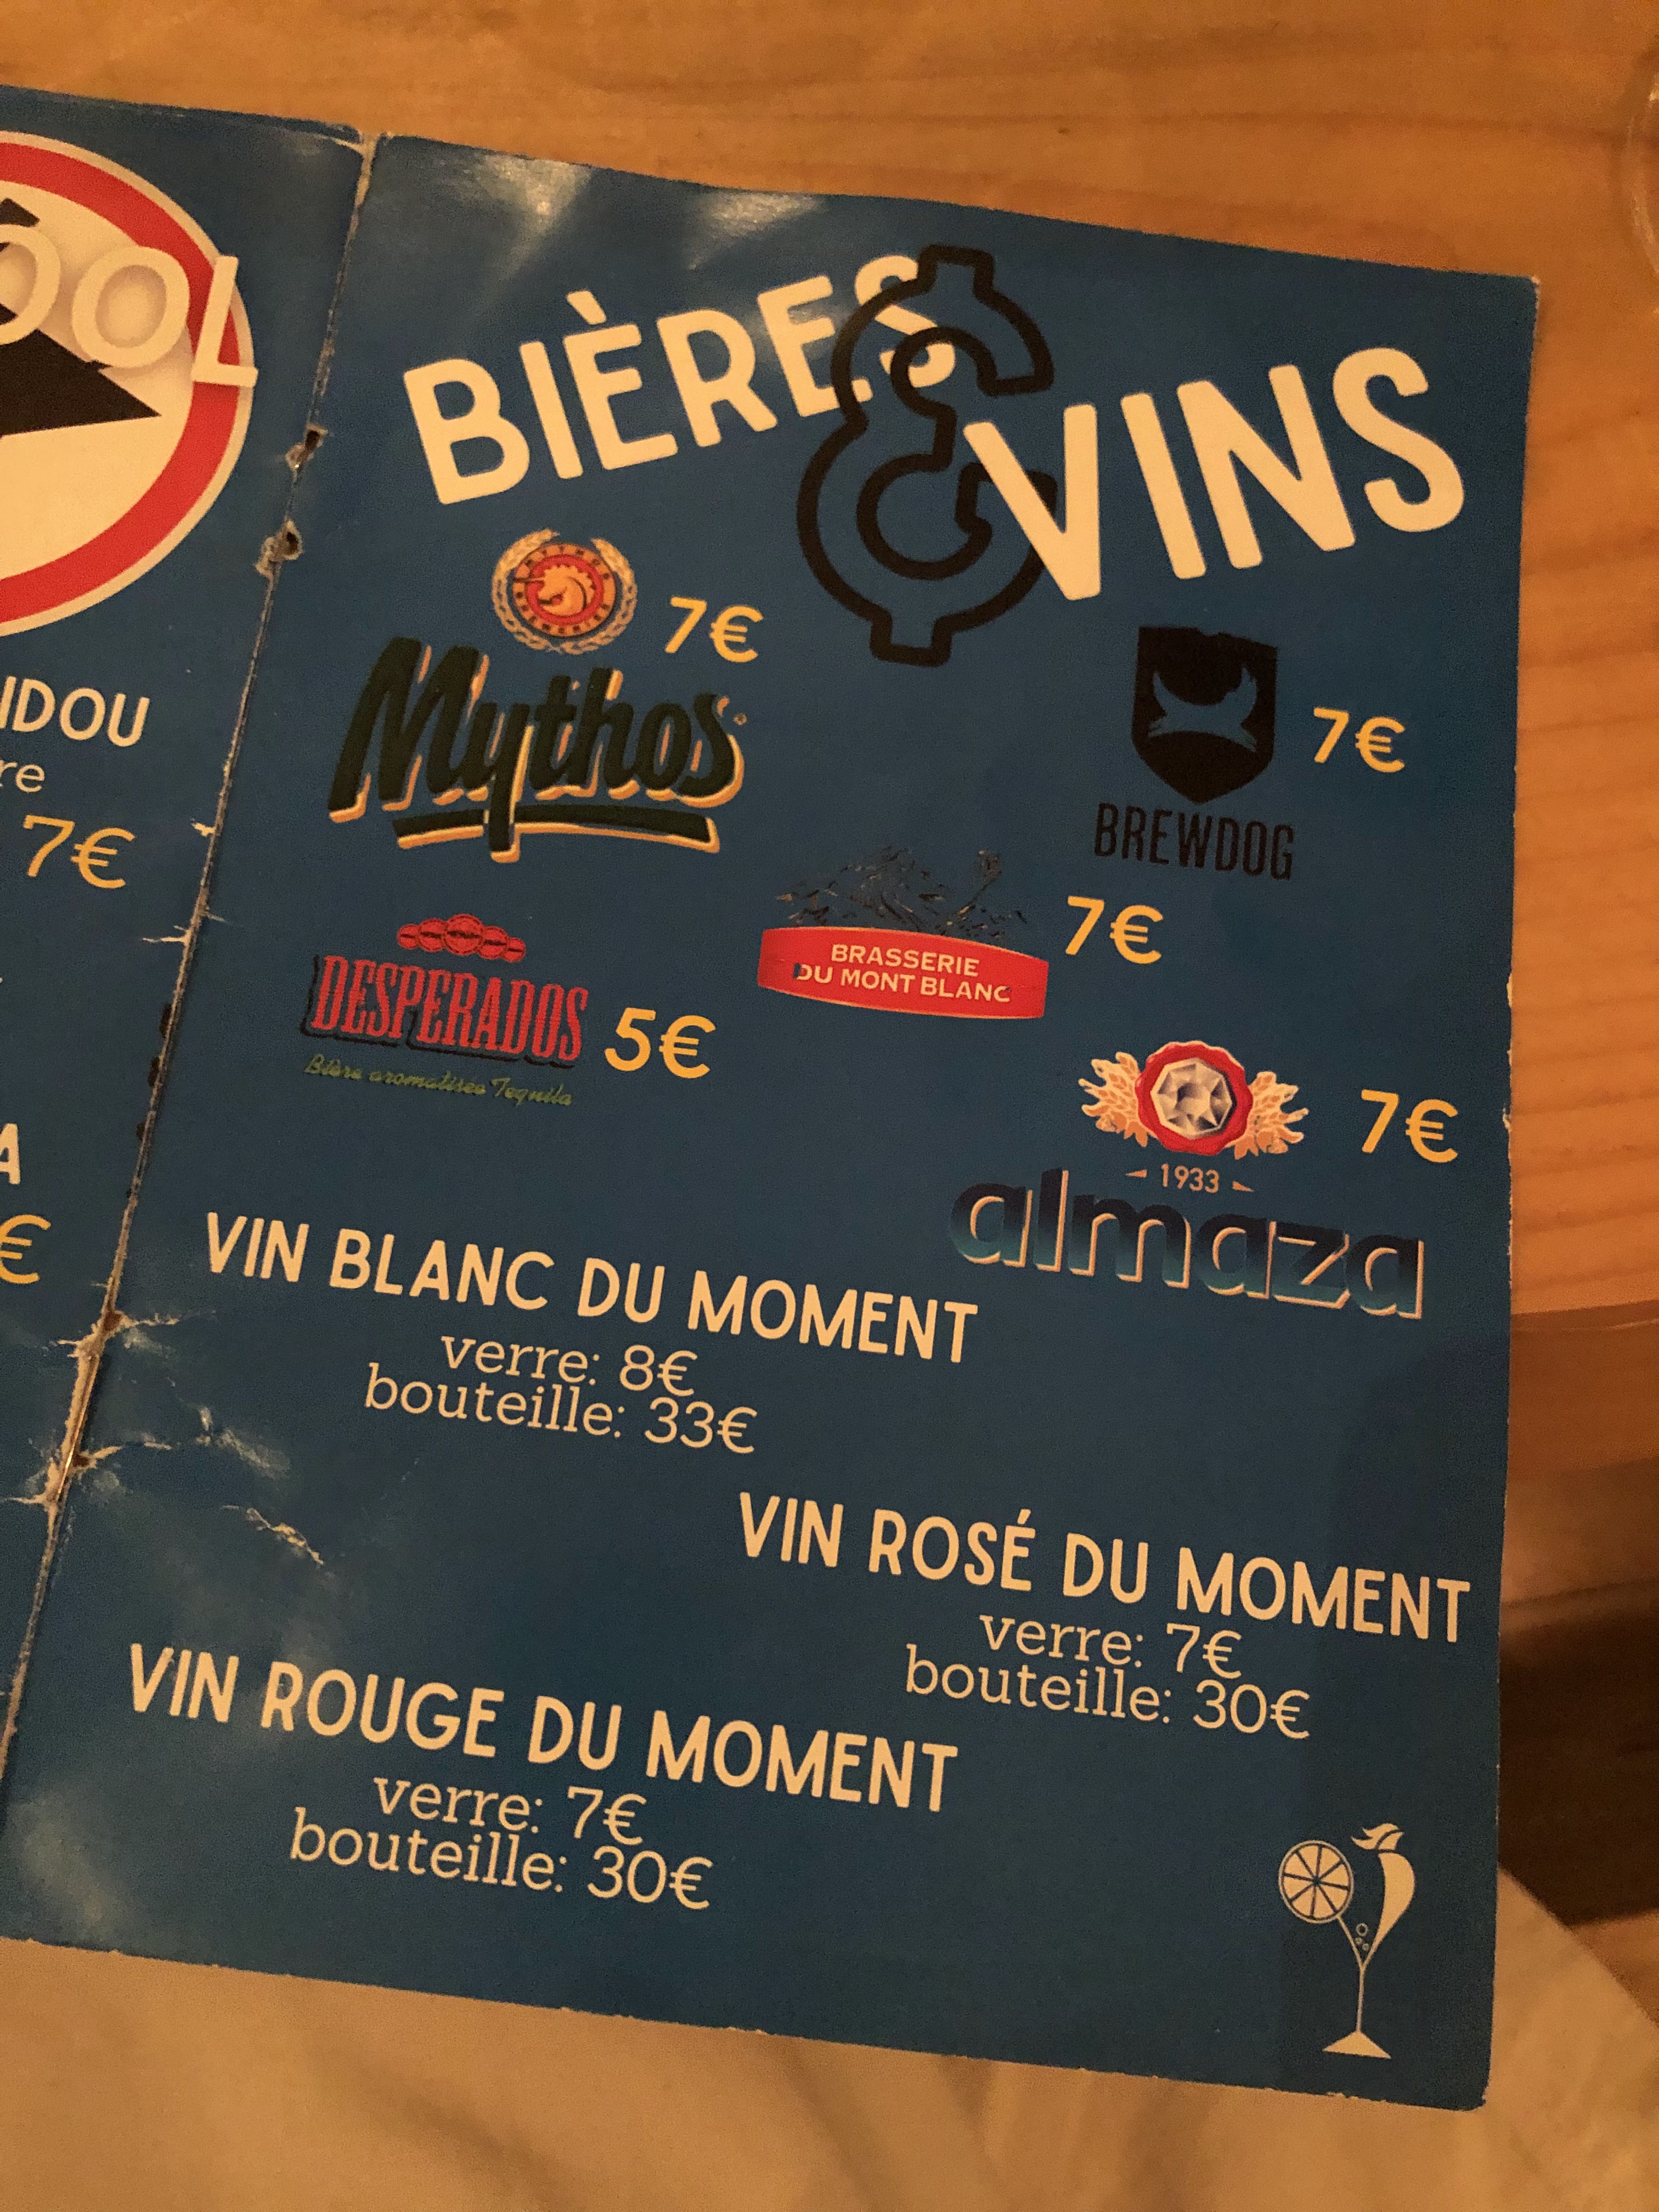 OOL
IDOU
re
7€
A
€
BIÈRES
&
VINS
MYTHOS
7€
Mythos
BREWDOG
7€
DESPERADOS
Bière aromatisée Tequila
5€
BRASSERIE
DU MONT BLANC
7€
1933
almaza
7€
VIN BLANC DU MOMENT
verre: 8€
bouteille: 33€
VIN ROSÉ DU MOMENT
verre: 7€
bouteille: 30€
VIN ROUGE DU MOMENT
verre: 7€
bouteille: 30€